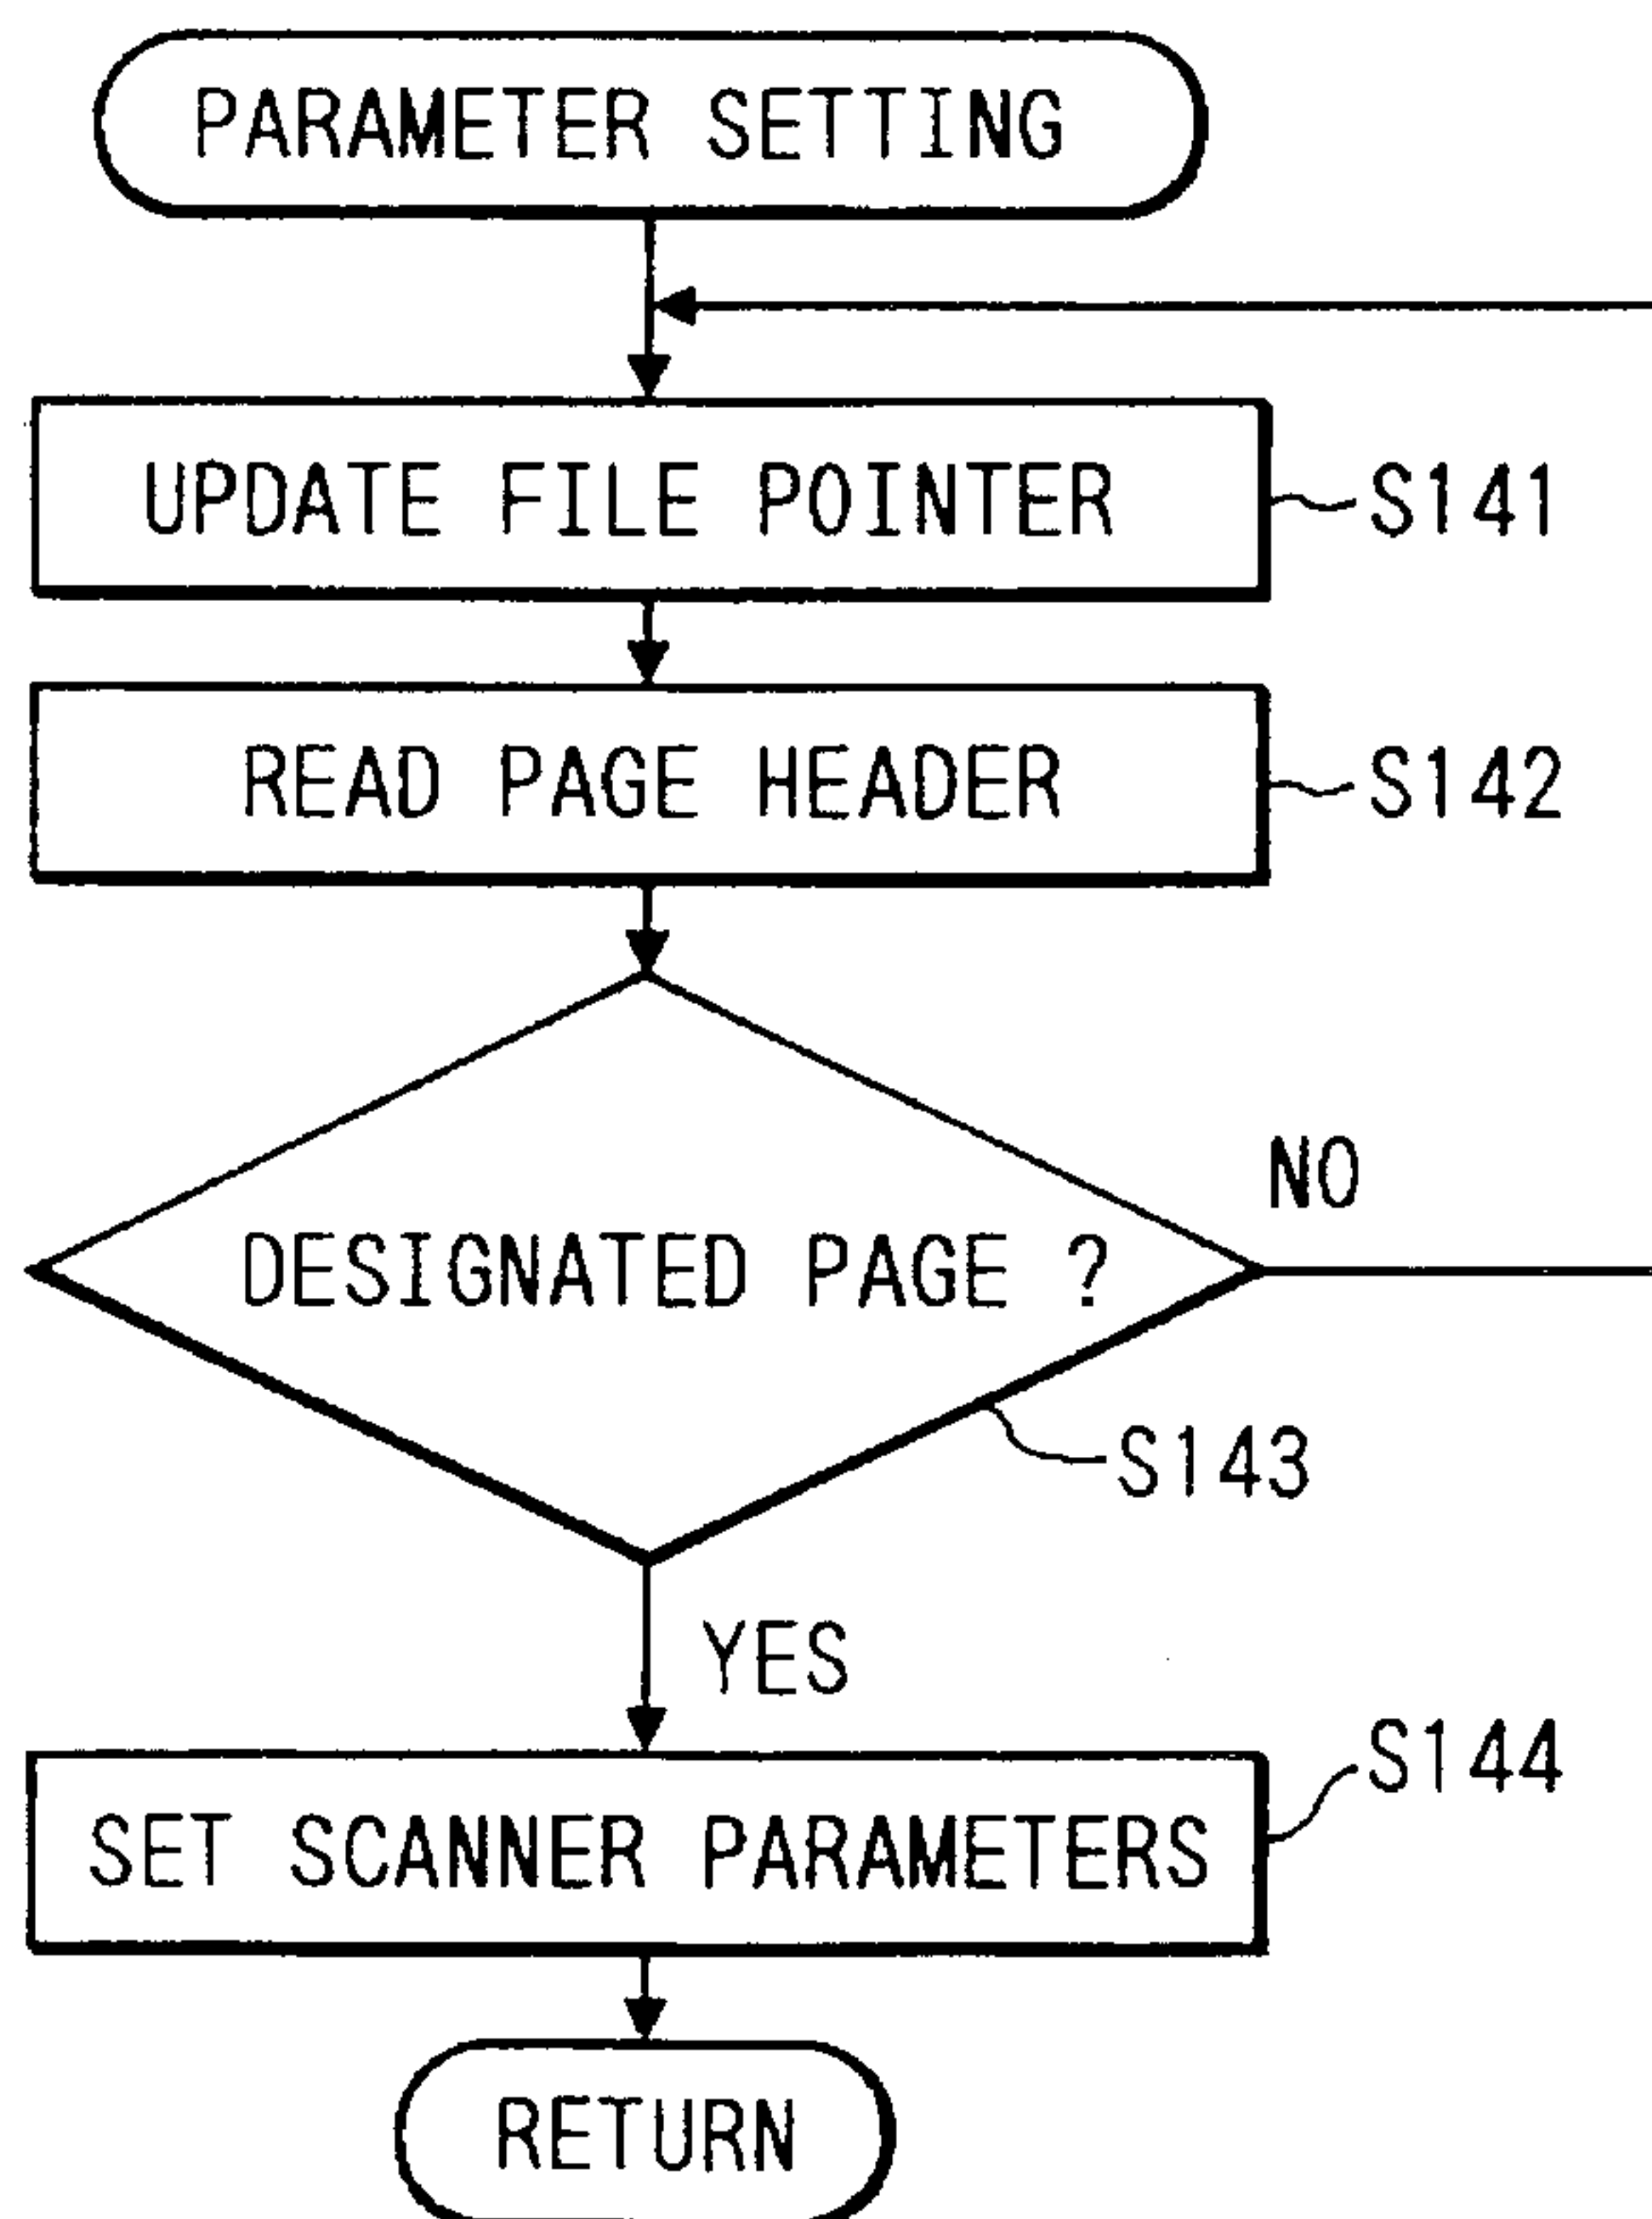 PARAMETER SETTING
UPDATE FILE POINTER
S141
READ PAGE HEADER
S142
NO
DESIGNATED PAGE ?
S143
YES
S144
SET SCANNER PARAMETERS
RETURN